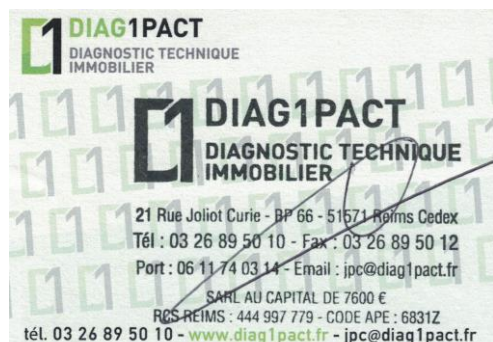 DIAG1PACT
DIAGNOSTIC TECHNIQUE
IMMOBILIER
DIAG1PACT
DIAGNOSTIC TECHNIQUE
IMMOBILIER
21 Rue Joliot Curie - BP 66 - 51571 Reims Cedex
Tél : 03 26 89 50 10 - Fax : 03 26 89 50 12
Port : 06 11 74 03 14 - Email : jpc@diag1pact.fr
SARL AU CAPITAL DE 7600 €
RCS REIMS : 444 997 779 - CODE APE : 6831Z
tél. 03 26 89 50 10 - www.diag1pact.fr - jpc@diag1pact.fr